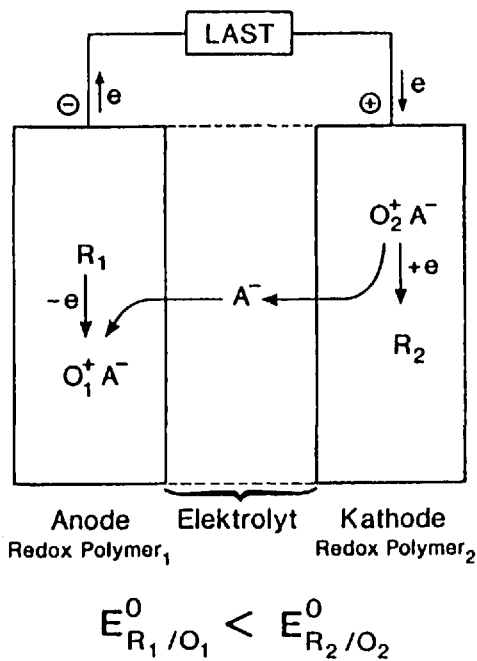 LAST
⊖ e
⊕ e
O₂⁺ A⁻
R₁
−e
+e
A⁻
R₂
O₁⁺ A⁻
Anode Elektrolyt Kathode
Redox Polymer₁ Redox Polymer₂
E⁰R₁/O₁ < E⁰R₂/O₂